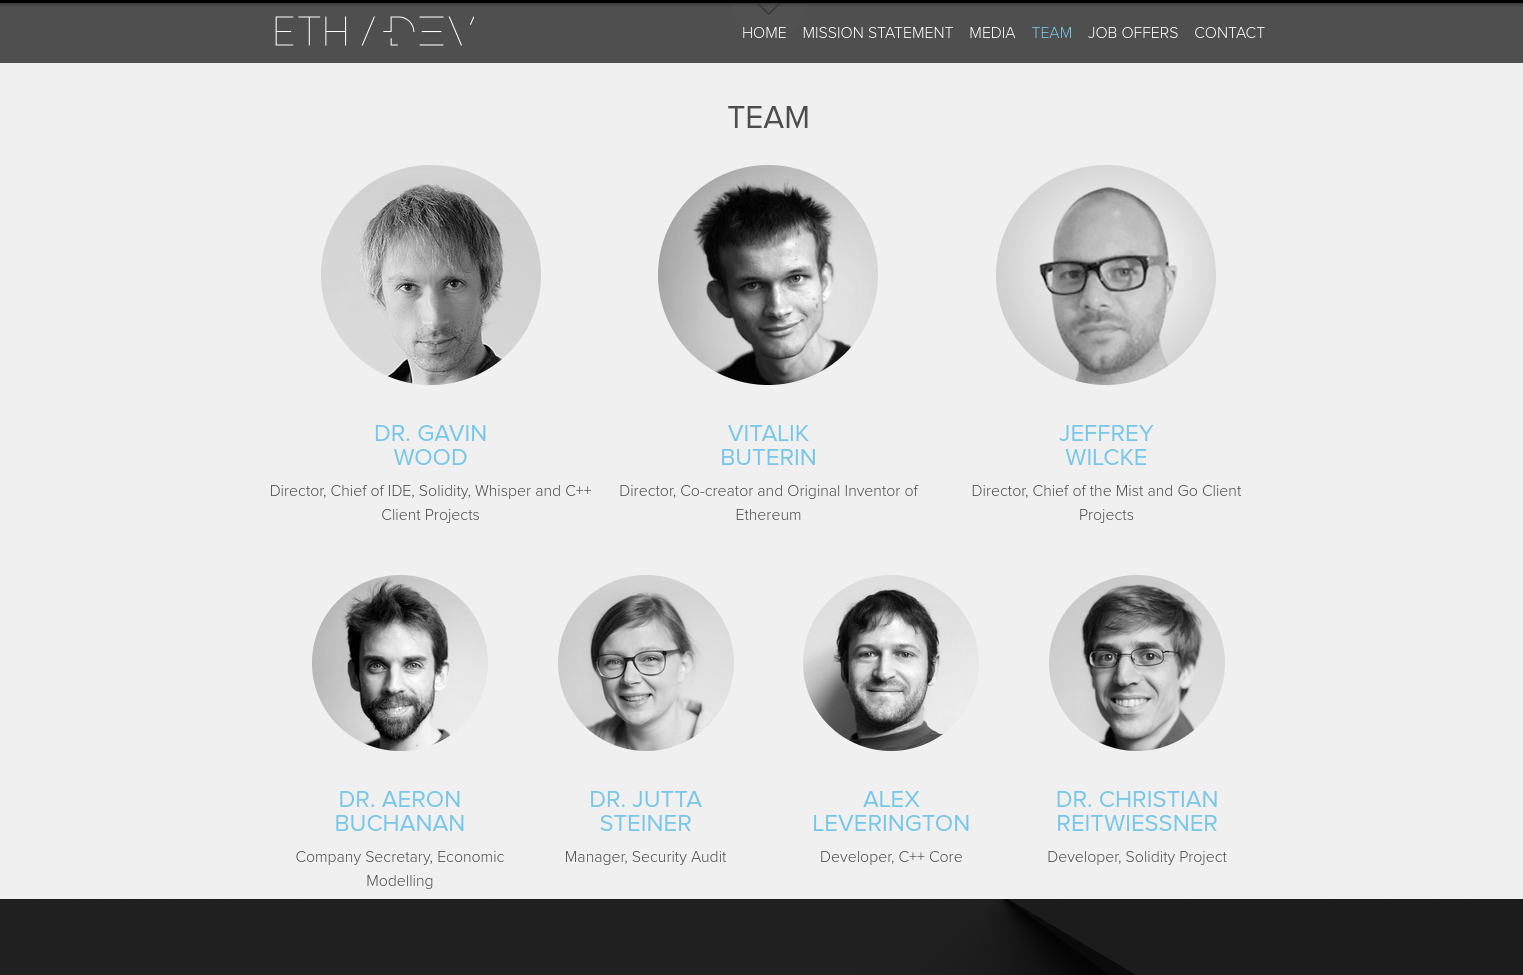 ETH/DEV
HOME MISSION STATEMENT MEDIA TEAM JOB OFFERS CONTACT
TEAM
DR. GAVIN
WOOD
Director, Chief of IDE, Solidity, Whisper and C++
Client Projects
VITALIK
BUTERIN
Director, Co-creator and Original Inventor of
Ethereum
JEFFREY
WILCKE
Director, Chief of the Mist and Go Client
Projects
DR. AERON
BUCHANAN
Company Secretary, Economic
Modelling
DR. JUTTA
STEINER
Manager, Security Audit
ALEX
LEVERINGTON
Developer, C++ Core
DR. CHRISTIAN
REITWIESSNER
Developer, Solidity Project